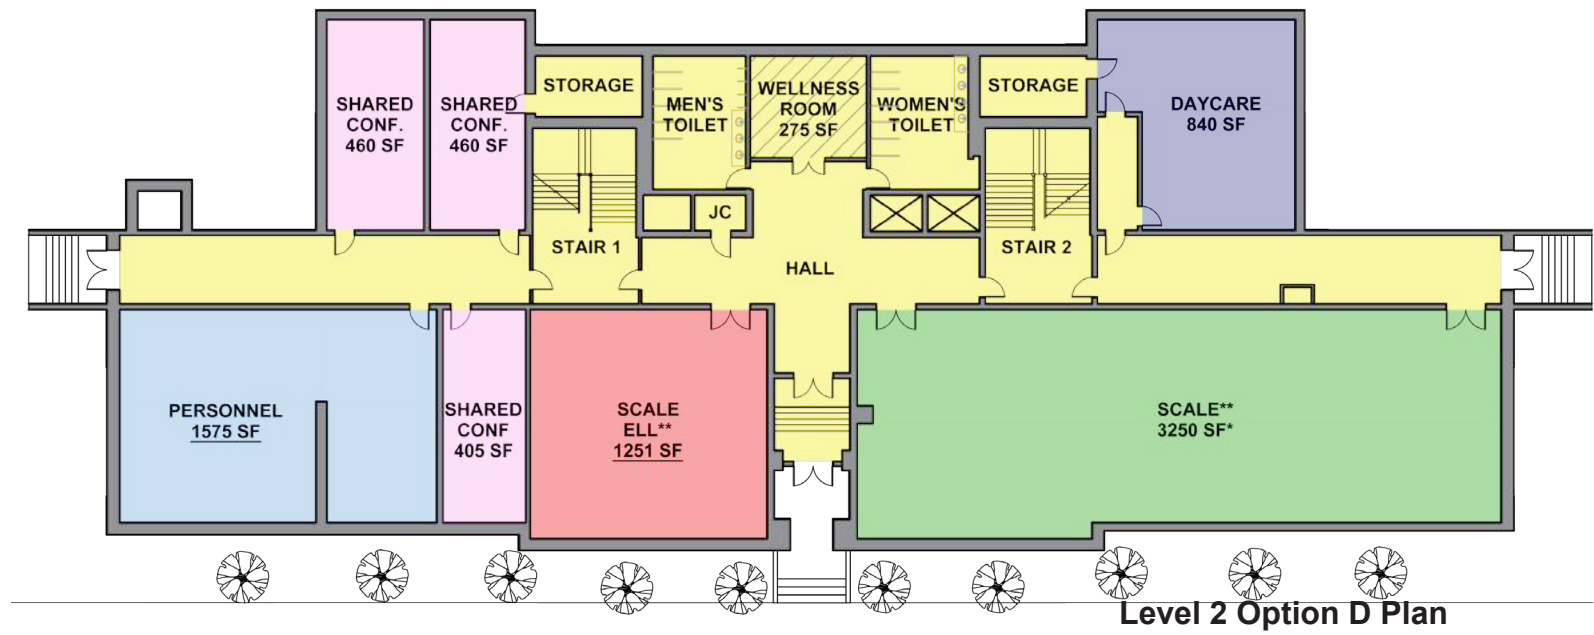 SHARED
CONF.
460 SF
SHARED
CONF.
460 SF
STORAGE
MEN'S
TOILET
WELLNESS
ROOM
275 SF
WOMEN'S
TOILET
STORAGE
DAYCARE
840 SF
JC
STAIR 1
HALL
STAIR 2
PERSONNEL
1575 SF
SHARED
CONF
405 SF
SCALE
ELL**
1251 SF
SCALE**
3250 SF*
Level 2 Option D Plan